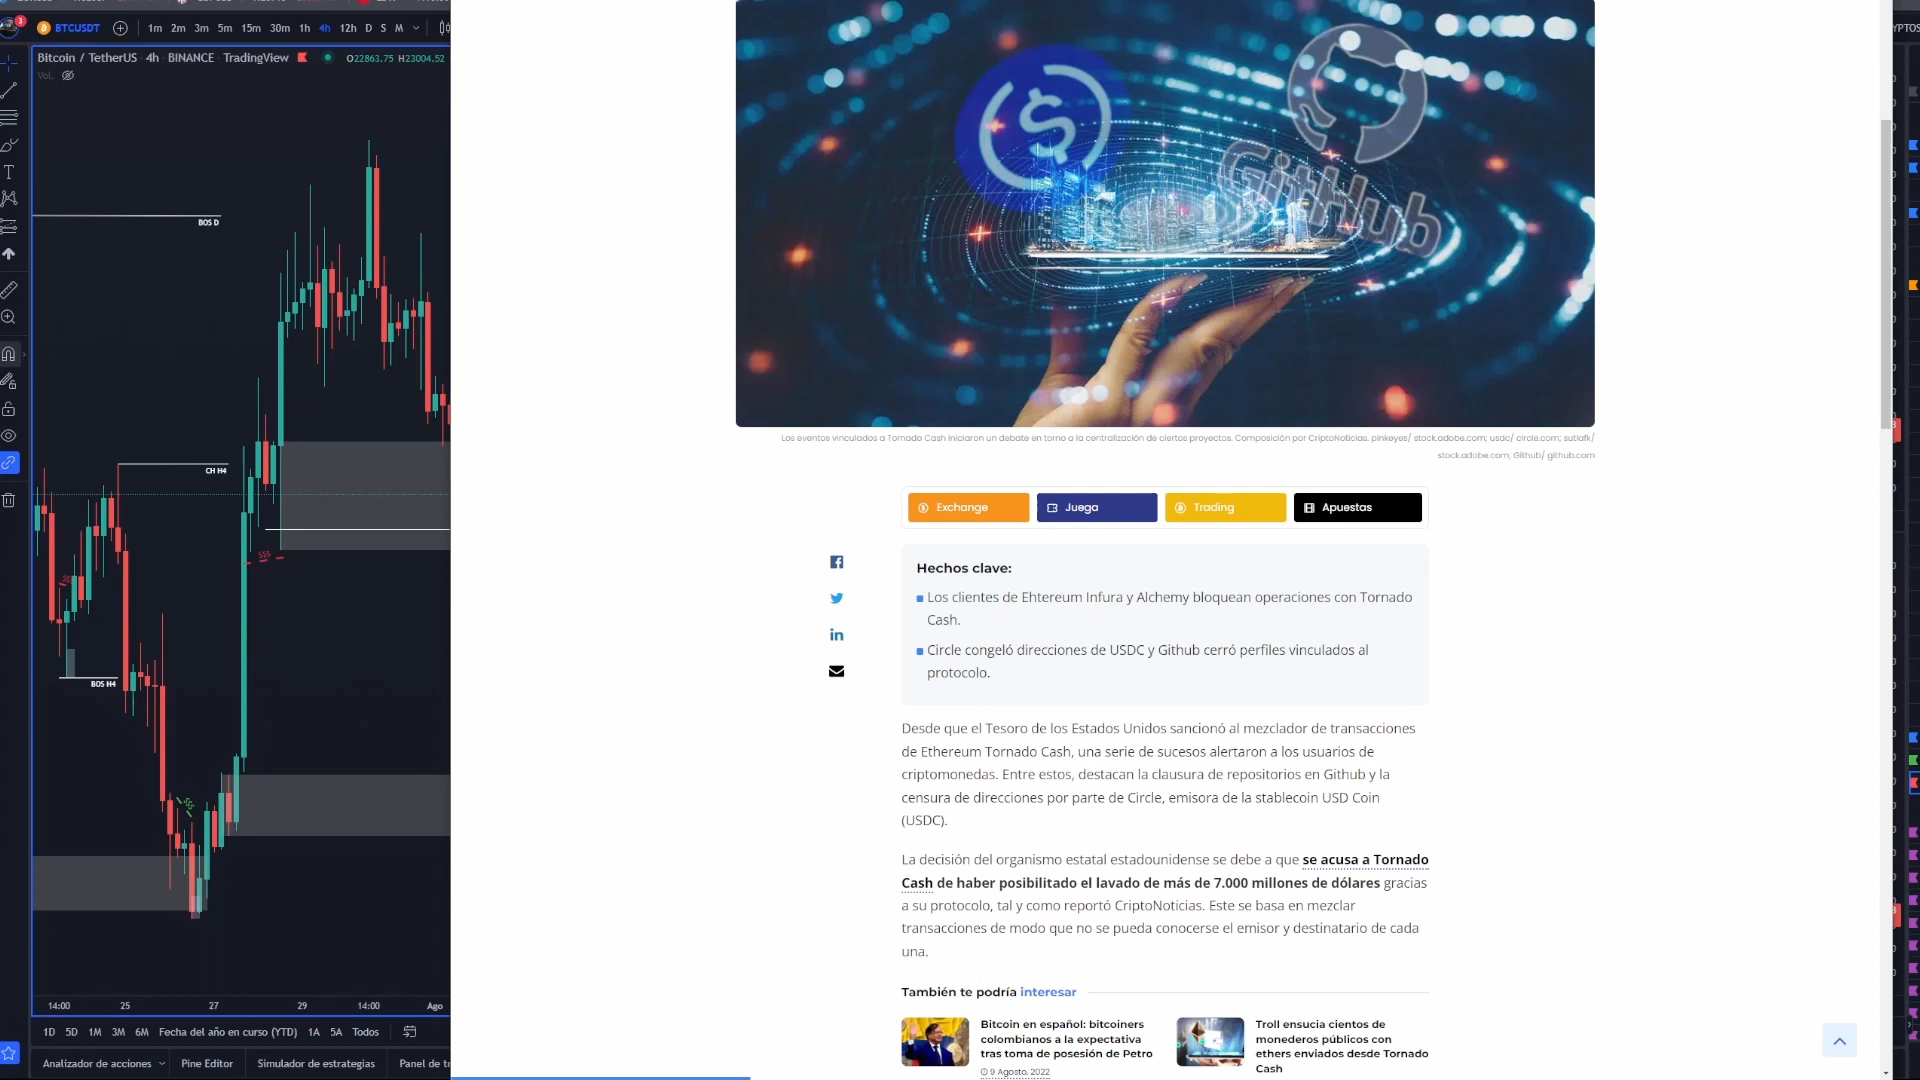 3
BTCUSDT
1m 2m 3m 5m 15m 30m 1h 4h 12h D S M
Bitcoin / TetherUS · 4h · BINANCE · TradingView O22863.75 H23004.52
Vol.
BOS D
CH H4
$$$
$$$
BOS H4
$$$
14:00 25 27 29 14:00 Ago
1D 5D 1M 3M 6M Fecha del año en curso (YTD) 1A 5A Todos
Analizador de acciones Pine Editor Simulador de estrategias Panel de tr
GitHub
Los eventos vinculados a Tornado Cash iniciaron un debate en torno a la centralización de ciertos proyectos. Composición por CriptoNoticias. pinkeyes/ stock.adobe.com; usdc/ circle.com; sutlafk/
stock.adobe.com; Github/ github.com
Exchange Juega Trading Apuestas
Hechos clave:
Los clientes de Ehtereum Infura y Alchemy bloquean operaciones con Tornado
Cash.
Circle congeló direcciones de USDC y Github cerró perfiles vinculados al
protocolo.
Desde que el Tesoro de los Estados Unidos sancionó al mezclador de transacciones
de Ethereum Tornado Cash, una serie de sucesos alertaron a los usuarios de
criptomonedas. Entre estos, destacan la clausura de repositorios en Github y la
censura de direcciones por parte de Circle, emisora de la stablecoin USD Coin
(USDC).
La decisión del organismo estatal estadounidense se debe a que se acusa a Tornado
Cash de haber posibilitado el lavado de más de 7.000 millones de dólares gracias
a su protocolo, tal y como reportó CriptoNoticias. Este se basa en mezclar
transacciones de modo que no se pueda conocerse el emisor y destinatario de cada
una.
También te podría interesar
Bitcoin en español: bitcoiners
colombianos a la expectativa
tras toma de posesión de Petro
9 Agosto, 2022
Troll ensucia cientos de
monederos públicos con
ethers enviados desde Tornado
Cash
YPTOS